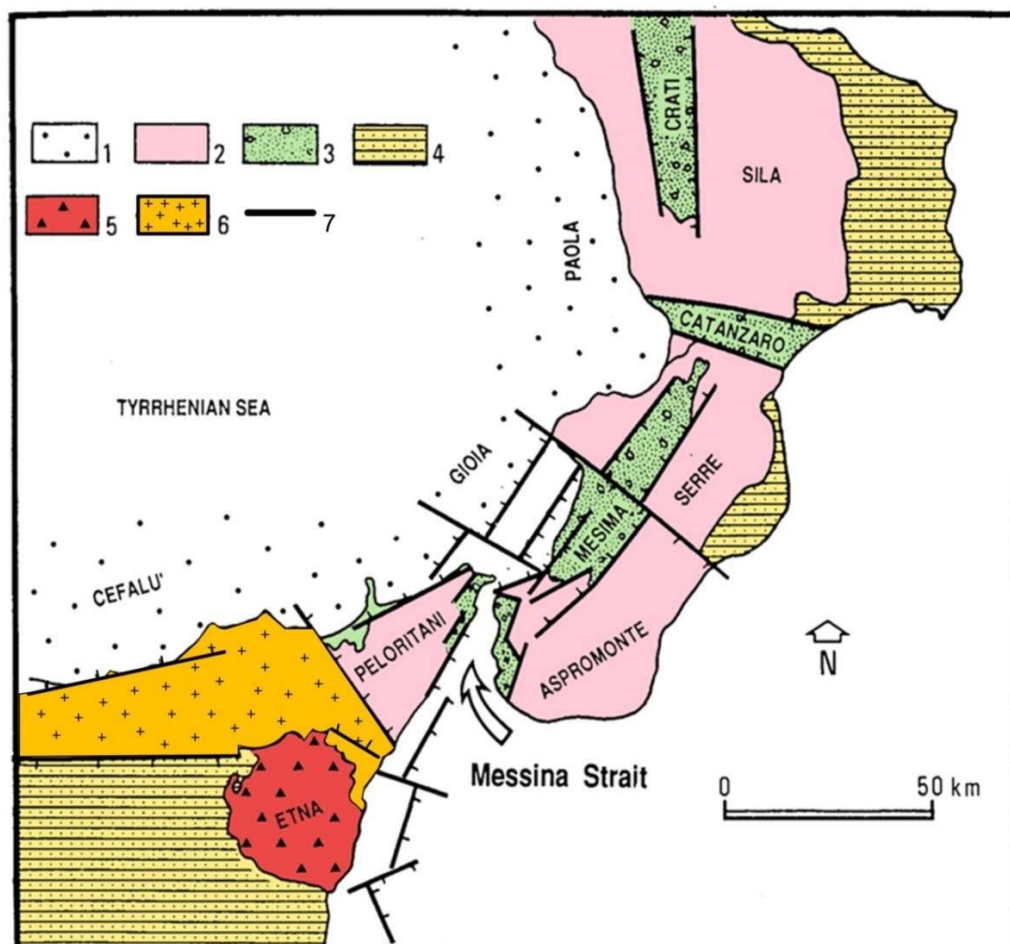 CRATI
SILA
1
2
3
4
5
6
7
PAOLA
CATANZARO
TYRRHENIAN SEA
GIOIA
SERRE
MESIMA
CEFALU'
PELORITANI
ASPROMONTE
N
Messina Strait
0 50 km
ETNA